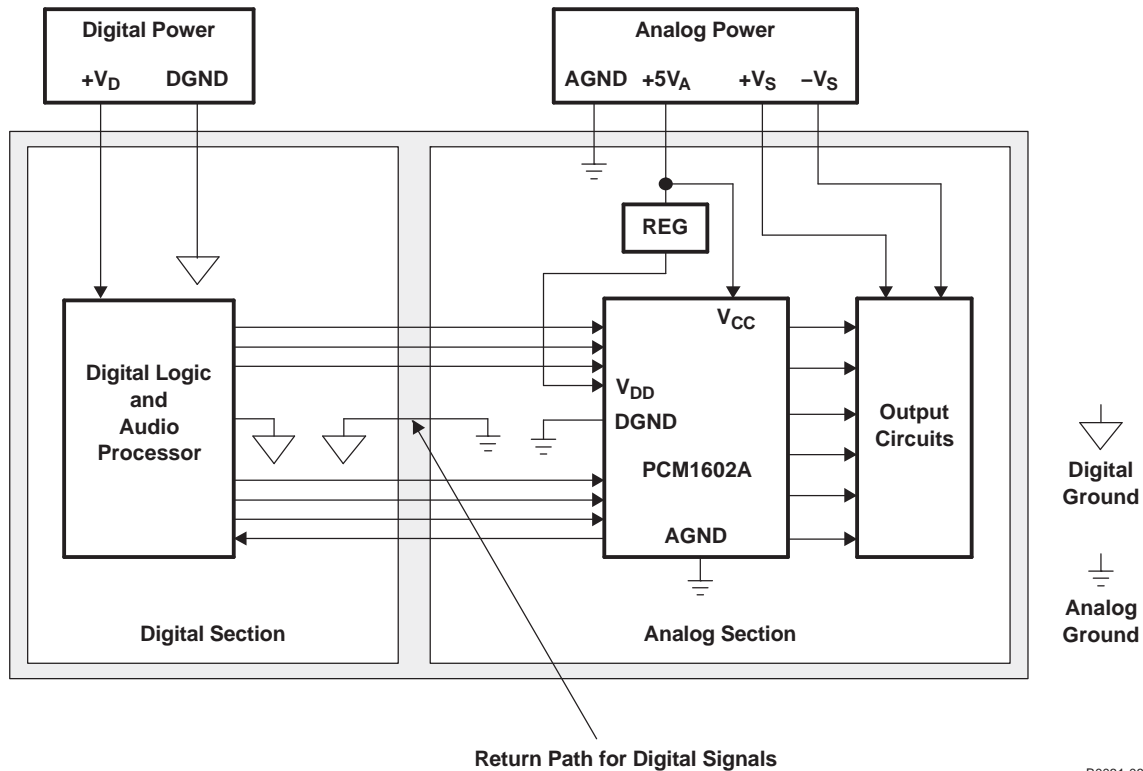 Digital Power
+VD DGND
Analog Power
AGND +5VA +VS –VS
REG
VCC
VDD
DGND
PCM1602A
AGND
Digital Logic
and
Audio
Processor
Output
Circuits
Digital
Ground
Analog
Ground
Digital Section
Analog Section
Return Path for Digital Signals